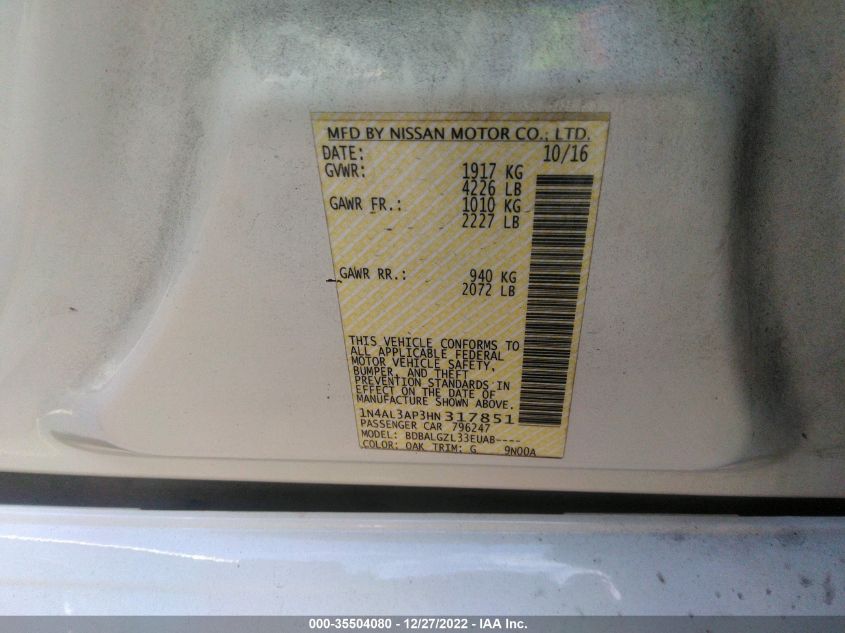 MFD BY NISSAN MOTOR CO., LTD.
DATE: 10/16
GVWR: 1917 KG
4226 LB
GAWR FR.: 1010 KG
2227 LB
GAWR RR.: 940 KG
2072 LB
THIS VEHICLE CONFORMS TO
ALL APPLICABLE FEDERAL
MOTOR VEHICLE SAFETY,
BUMPER, AND THEFT
PREVENTION STANDARDS IN
EFFECT ON THE DATE OF
MANUFACTURE SHOWN ABOVE.
1N4AL3AP3HN 317851
PASSENGER CAR 796247
MODEL: BDBALGZL33EUAB----
COLOR: QAK TRIM: G 9N00A
000-35504080 - 12/27/2022 - IAA Inc.